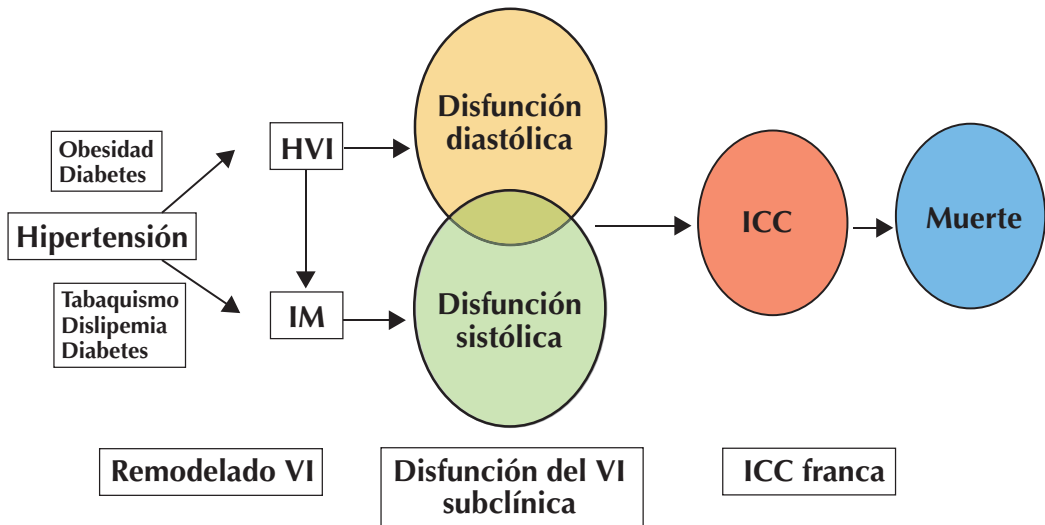 Obesidad
Diabetes
Hipertensión
Tabaquismo
Dislipemia
Diabetes
HVI
IM
Disfunción
diastólica
Disfunción
sistólica
ICC
Muerte
Remodelado VI
Disfunción del VI
subclínica
ICC franca